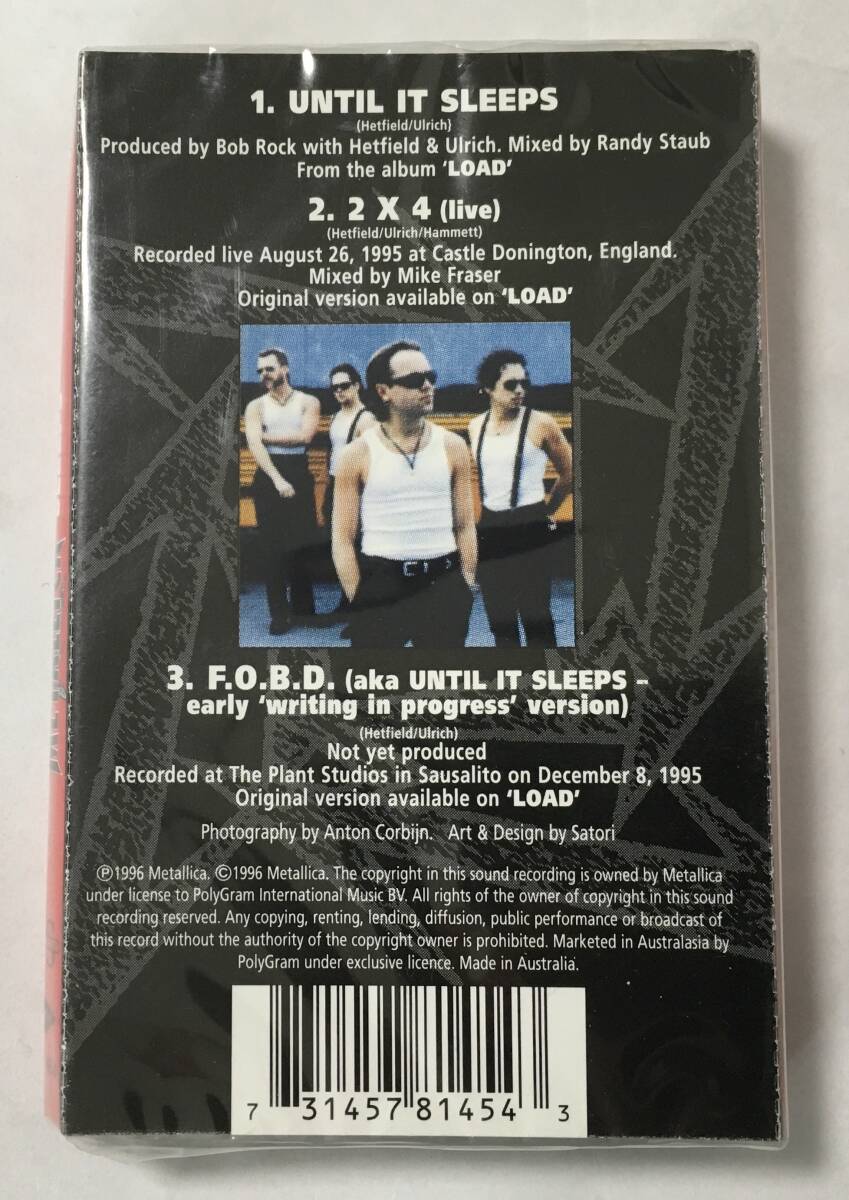 1. UNTIL IT SLEEPS
(Hetfield/Ulrich)
Produced by Bob Rock with Hetfield & Ulrich. Mixed by Randy Staub
From the album 'LOAD'
2. 2 X 4 (live)
(Hetfield/Ulrich/Hammett)
Recorded live August 26, 1995 at Castle Donington, England.
Mixed by Mike Fraser
Original version available on 'LOAD'
3. F.O.B.D. (aka UNTIL IT SLEEPS –
early 'writing in progress' version)
(Hetfield/Ulrich)
Not yet produced
Recorded at The Plant Studios in Sausalito on December 8, 1995
Original version available on 'LOAD'
Photography by Anton Corbijn. Art & Design by Satori
℗1996 Metallica. ©1996 Metallica. The copyright in this sound recording is owned by Metallica
under license to PolyGram International Music BV. All rights of the owner of copyright in this sound
recording reserved. Any copying, renting, lending, diffusion, public performance or broadcast of
this record without the authority of the copyright owner is prohibited. Marketed in Australasia by
PolyGram under exclusive licence. Made in Australia.
7 31457 81454 3